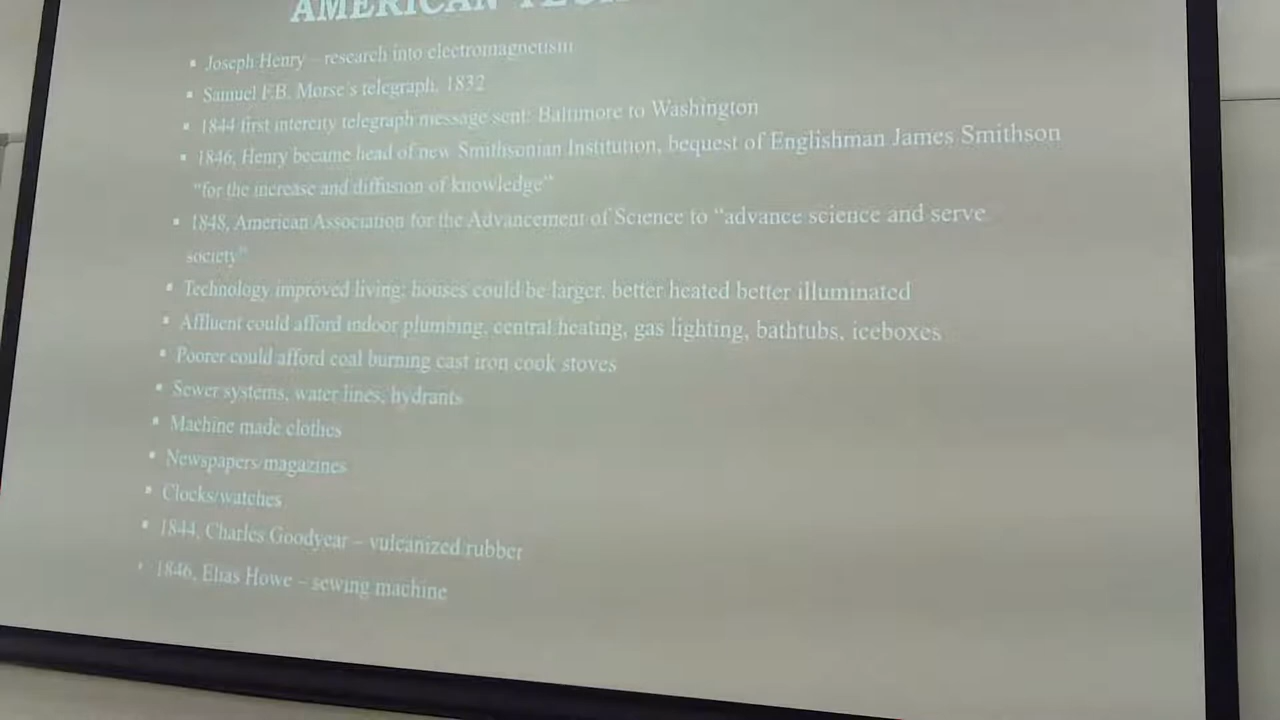 AMERICAN
▪ Joseph Henry – research into electromagnetism
▪ Samuel F.B. Morse's telegraph, 1832
▪ 1844 first intercity telegraph message sent: Baltimore to Washington
▪ 1846, Henry became head of new Smithsonian Institution, bequest of Englishman James Smithson
"for the increase and diffusion of knowledge"
▪ 1848, American Association for the Advancement of Science to "advance science and serve
society"
▪ Technology improved living; houses could be larger, better heated better illuminated
▪ Affluent could afford indoor plumbing, central heating, gas lighting, bathtubs, iceboxes
▪ Poorer could afford coal burning cast iron cook stoves
▪ Sewer systems, water lines, hydrants
▪ Machine made clothes
▪ Newspapers/magazines
▪ Clocks/watches
▪ 1844, Charles Goodyear – vulcanized rubber
▪ 1846, Elias Howe – sewing machine